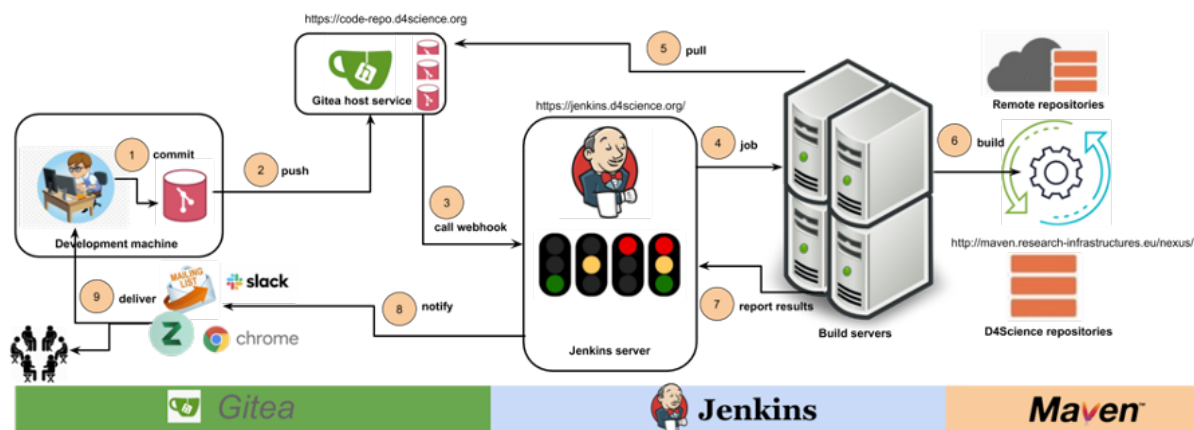 https://code-repo.d4science.org
Gitea host service
5 pull
Remote repositories
https://jenkins.d4science.org/
1 commit
2 push
Development machine
3
call webhook
4 job
6 build
http://maven.research-infrastructures.eu/nexus/
MAILING LIST
slack
9 deliver
Z
chrome
8 notify
7
report results
Jenkins server
Build servers
D4Science repositories
Gitea
Jenkins
Maven™